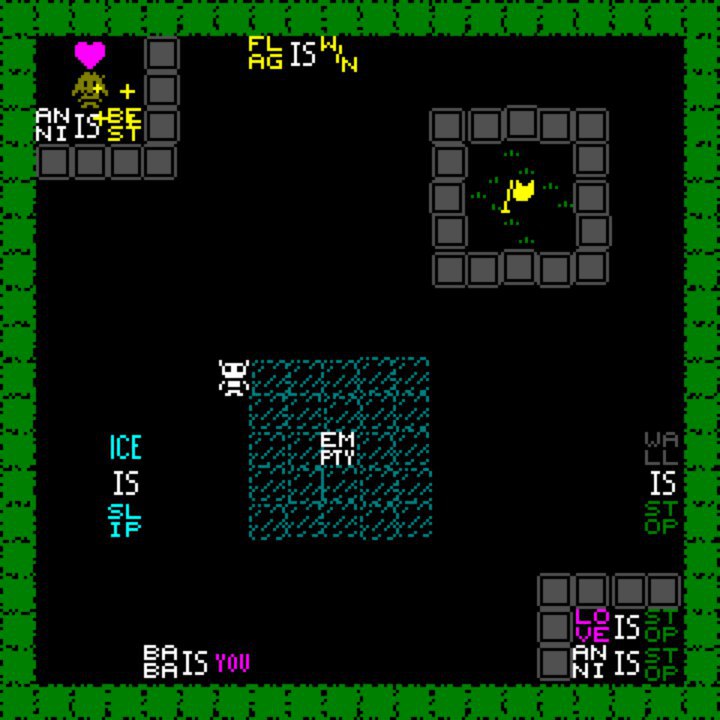 FLAG IS WIN
ANNI IS BEST
EMPTY
ICE
IS
SLIP
WALL
IS
STOP
LOVE IS STOP
BABA IS YOU
ANNI IS STOP